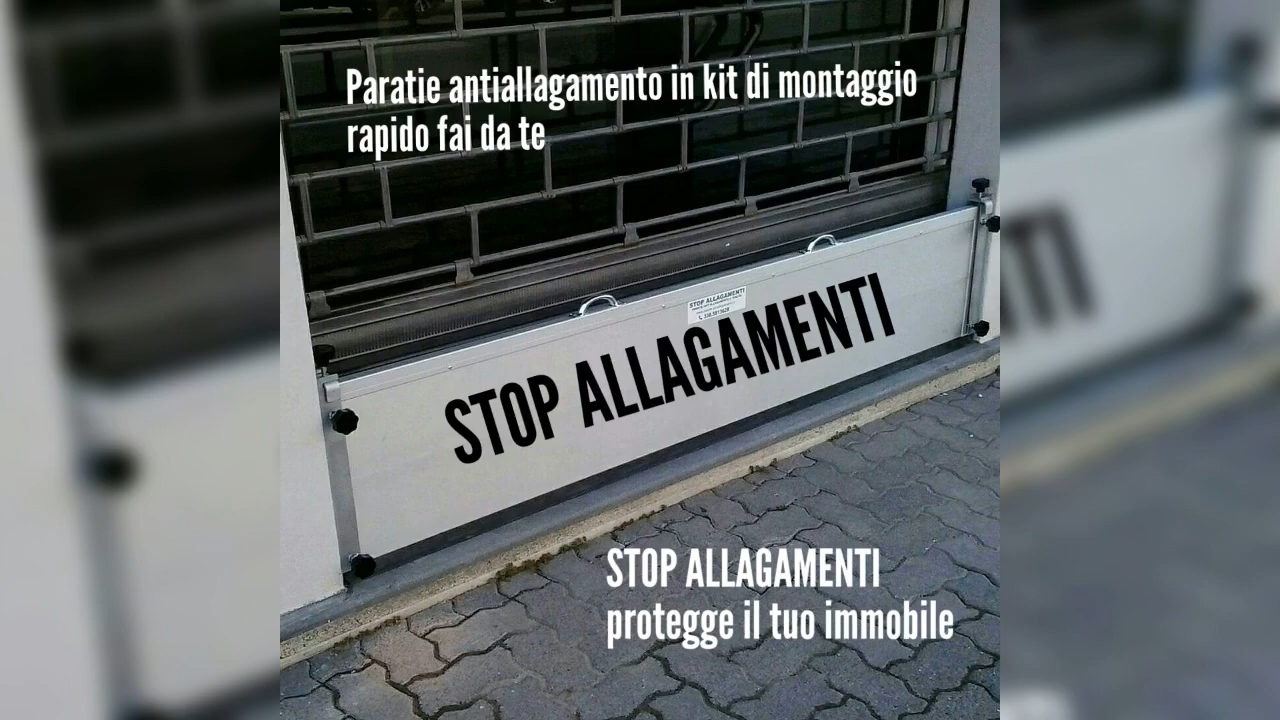 Paratie antiallagamento in kit di montaggio
rapido fai da te
STOP ALLAGAMENTI
STOP ALLAGAMENTI
STOP ALLAGAMENTI
protegge il tuo immobile